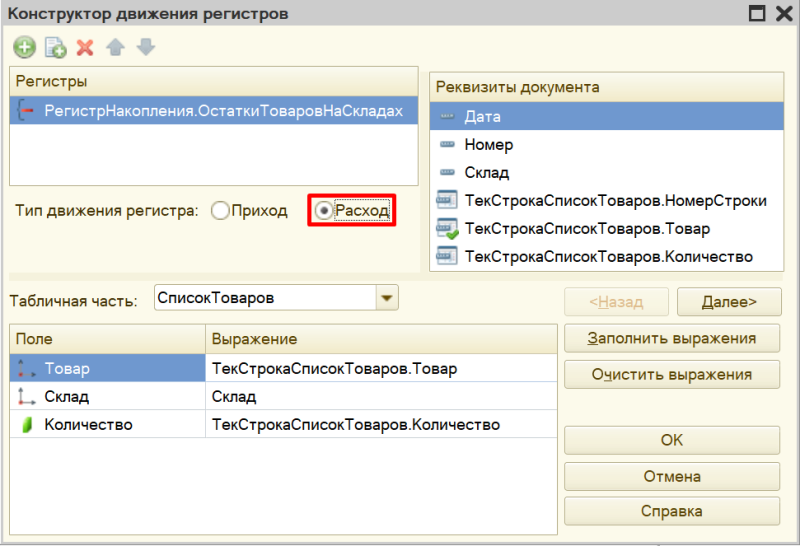 Конструктор движения регистров
Регистры
РегистрНакопления.ОстаткиТоваровНаСкладах
Тип движения регистра: Приход Расход
Реквизиты документа
Дата
Номер
Склад
ТекСтрокаСписокТоваров.НомерСтроки
ТекСтрокаСписокТоваров.Товар
ТекСтрокаСписокТоваров.Количество
Табличная часть: СписокТоваров
<Назад Далее>
Поле Выражение
Товар ТекСтрокаСписокТоваров.Товар
Склад Склад
Количество ТекСтрокаСписокТоваров.Количество
Заполнить выражения
Очистить выражения
OK
Отмена
Справка